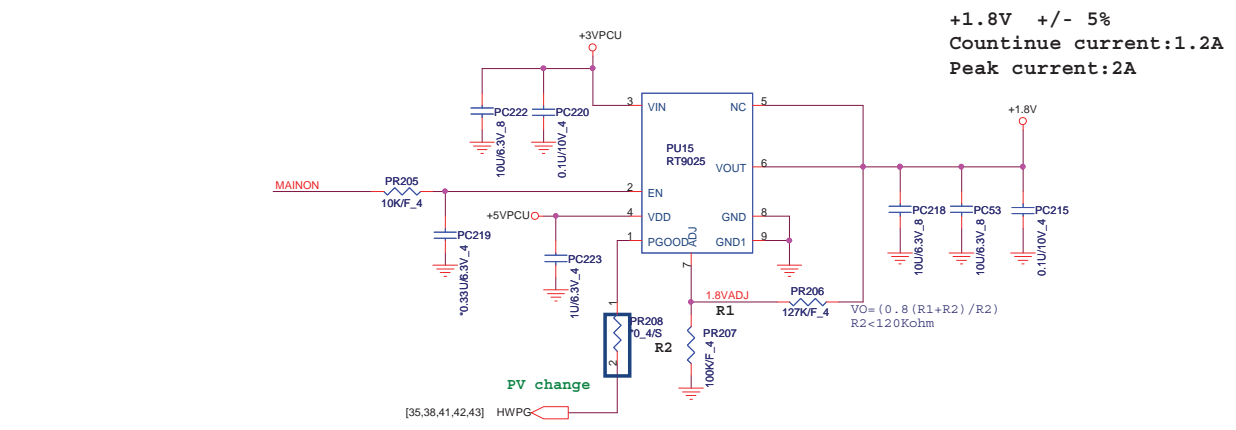 +1.8V +/- 5%
Countinue current:1.2A
Peak current:2A
+3VPCU
+1.8V
PC222
10U/6.3V_8
PC220
0.1U/10V_4
3
VIN
NC
5
PU15
RT9025
VOUT
6
MAINON
PR205
10K/F_4
2
EN
+5VPCU
4
VDD
GND
8
1
PGOOD
ADJ
GND1
9
7
PC219
*0.33U/6.3V_4
PC223
1U/6.3V_4
PC218
10U/6.3V_8
PC53
10U/6.3V_8
PC215
0.1U/10V_4
1.8VADJ
R1
PR206
127K/F_4
VO=(0.8(R1+R2)/R2)
R2<120Kohm
1
PR208
*0_4/S
2
R2
PR207
100K/F_4
PV change
[35,38,41,42,43]
HWPG